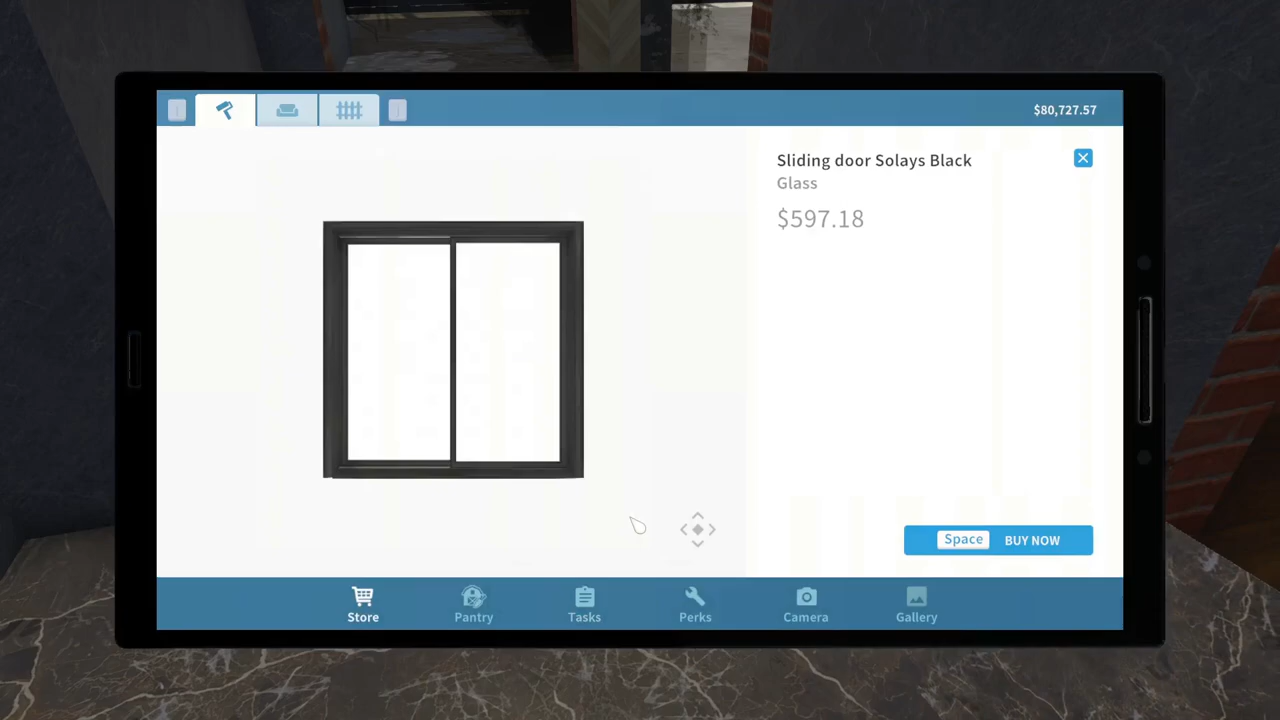 $80,727.57
Sliding door Solays Black
Glass
$597.18
Space BUY NOW
Store Pantry Tasks Perks Camera Gallery